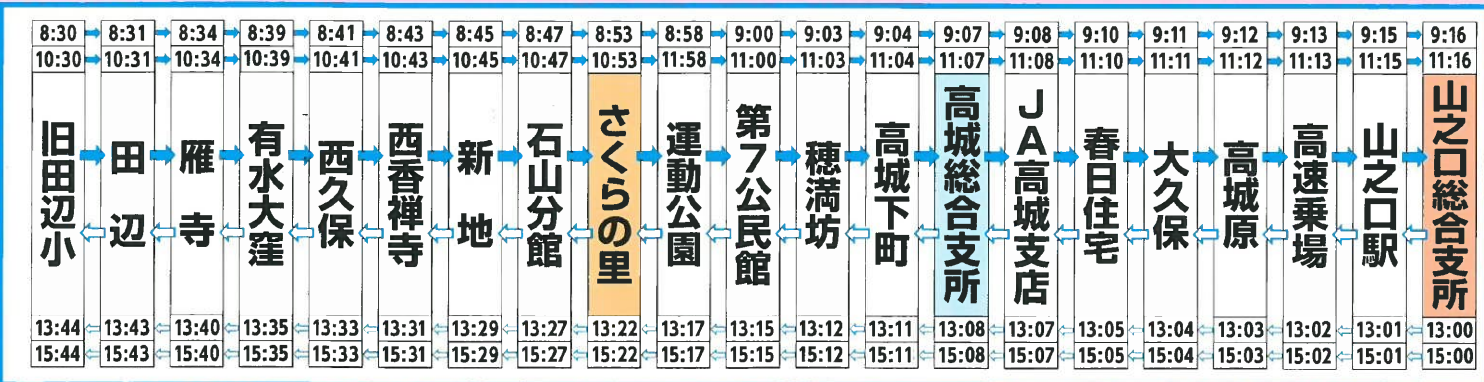 8:30 8:31 8:34 8:39 8:41 8:43 8:45 8:47 8:53 8:58 9:00 9:03 9:04 9:07 9:08 9:10 9:11 9:12 9:13 9:15 9:16
10:30 10:31 10:34 10:39 10:41 10:43 10:45 10:47 10:53 11:58 11:00 11:03 11:04 11:07 11:08 11:10 11:11 11:12 11:13 11:15 11:16
旧田辺小
田辺
雁寺
有水大窪
西久保
西香禅寺
新地
石山分館
さくらの里
運動公園
第7公民館
穂満坊
高城下町
高城総合支所
JA高城支店
春日住宅
大久保
高城原
高速乗場
山之口駅
山之口総合支所
13:44 13:43 13:40 13:35 13:33 13:31 13:29 13:27 13:22 13:17 13:15 13:12 13:11 13:08 13:07 13:05 13:04 13:03 13:02 13:01 13:00
15:44 15:43 15:40 15:35 15:33 15:31 15:29 15:27 15:22 15:17 15:15 15:12 15:11 15:08 15:07 15:05 15:04 15:03 15:02 15:01 15:00